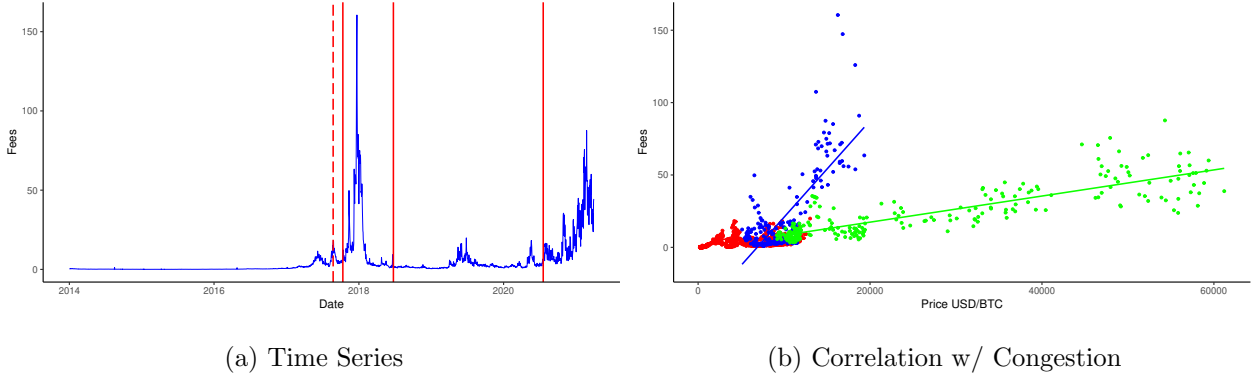 150
100
50
0
Fees
2014
2016
2018
2020
Date
(a) Time Series
150
100
50
0
Fees
0
20000
40000
60000
Price USD/BTC
(b) Correlation w/ Congestion